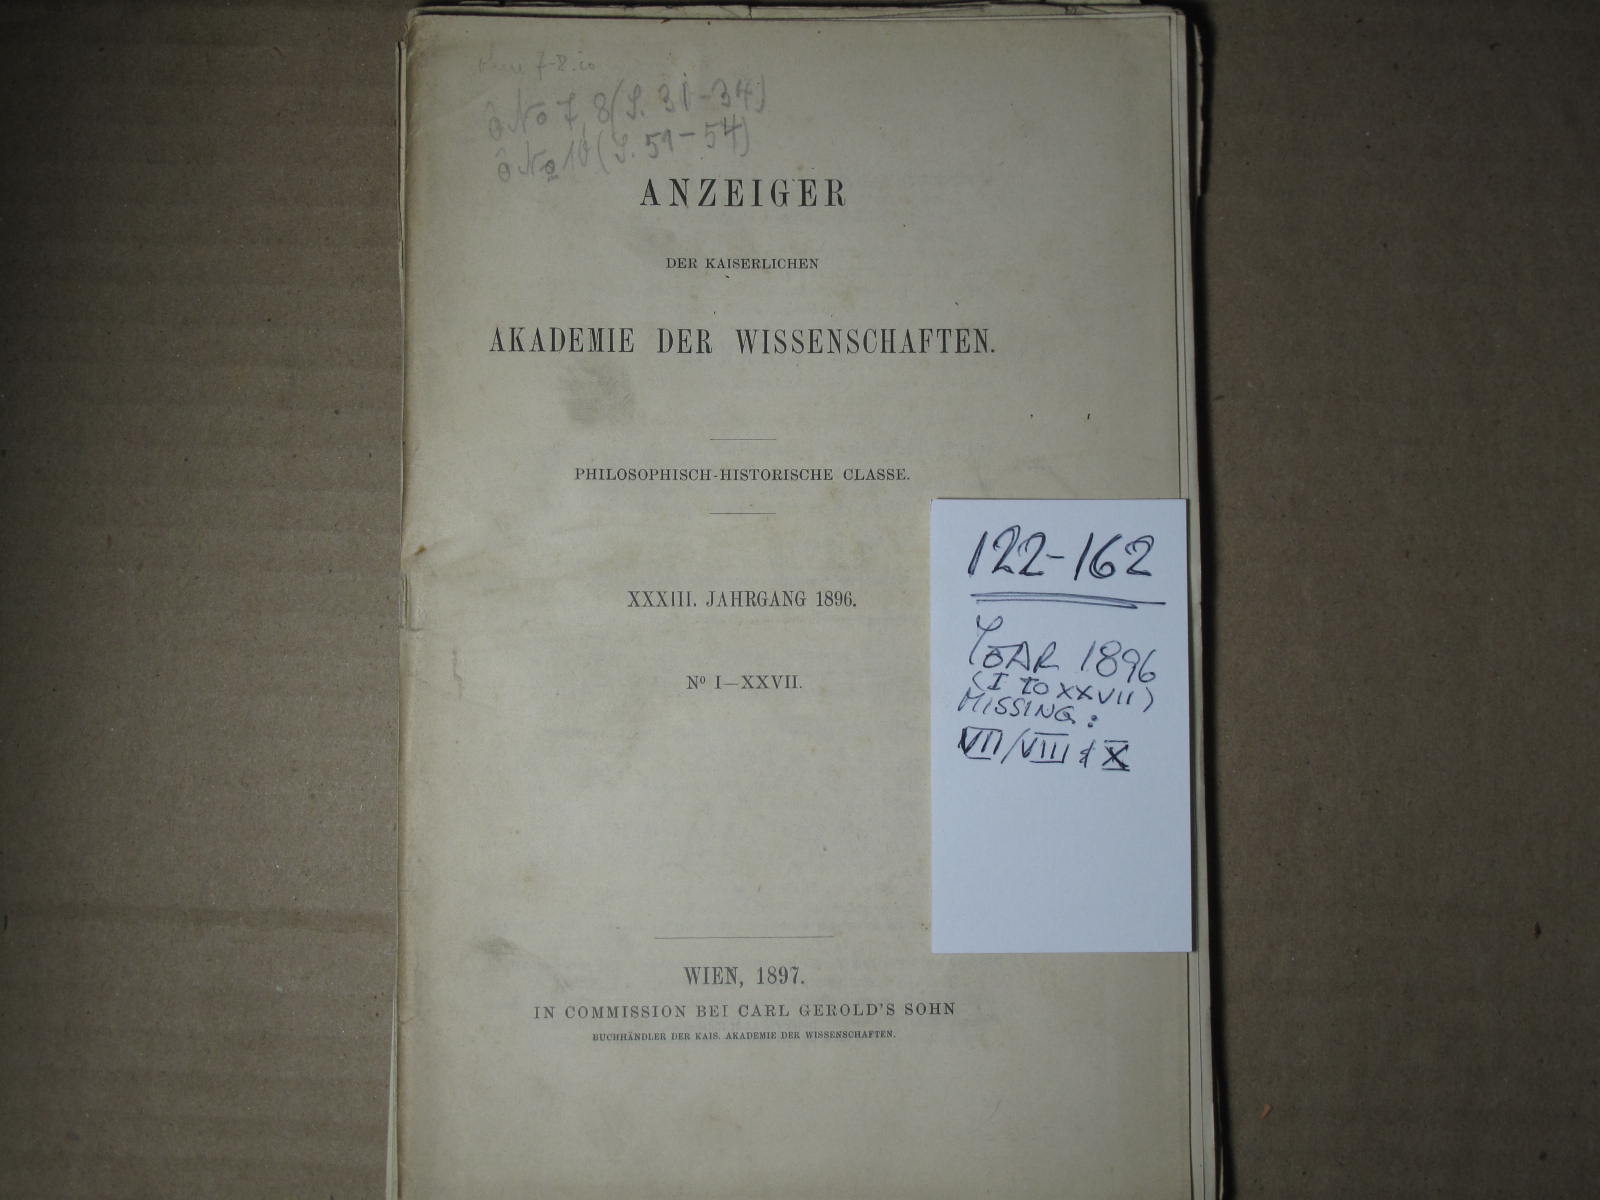 No 7, 8 (S. 31-34)
No 10 (S. 51-54)
ANZEIGER
DER KAISERLICHEN
AKADEMIE DER WISSENSCHAFTEN.
PHILOSOPHISCH-HISTORISCHE CLASSE.
XXXIII. JAHRGANG 1896.
Nº I—XXVII.
WIEN, 1897.
IN COMMISSION BEI CARL GEROLD'S SOHN
BUCHHÄNDLER DER KAIS. AKADEMIE DER WISSENSCHAFTEN.
122-162
YEAR 1896
(I TO XXVII)
MISSING:
VII/VIII & X